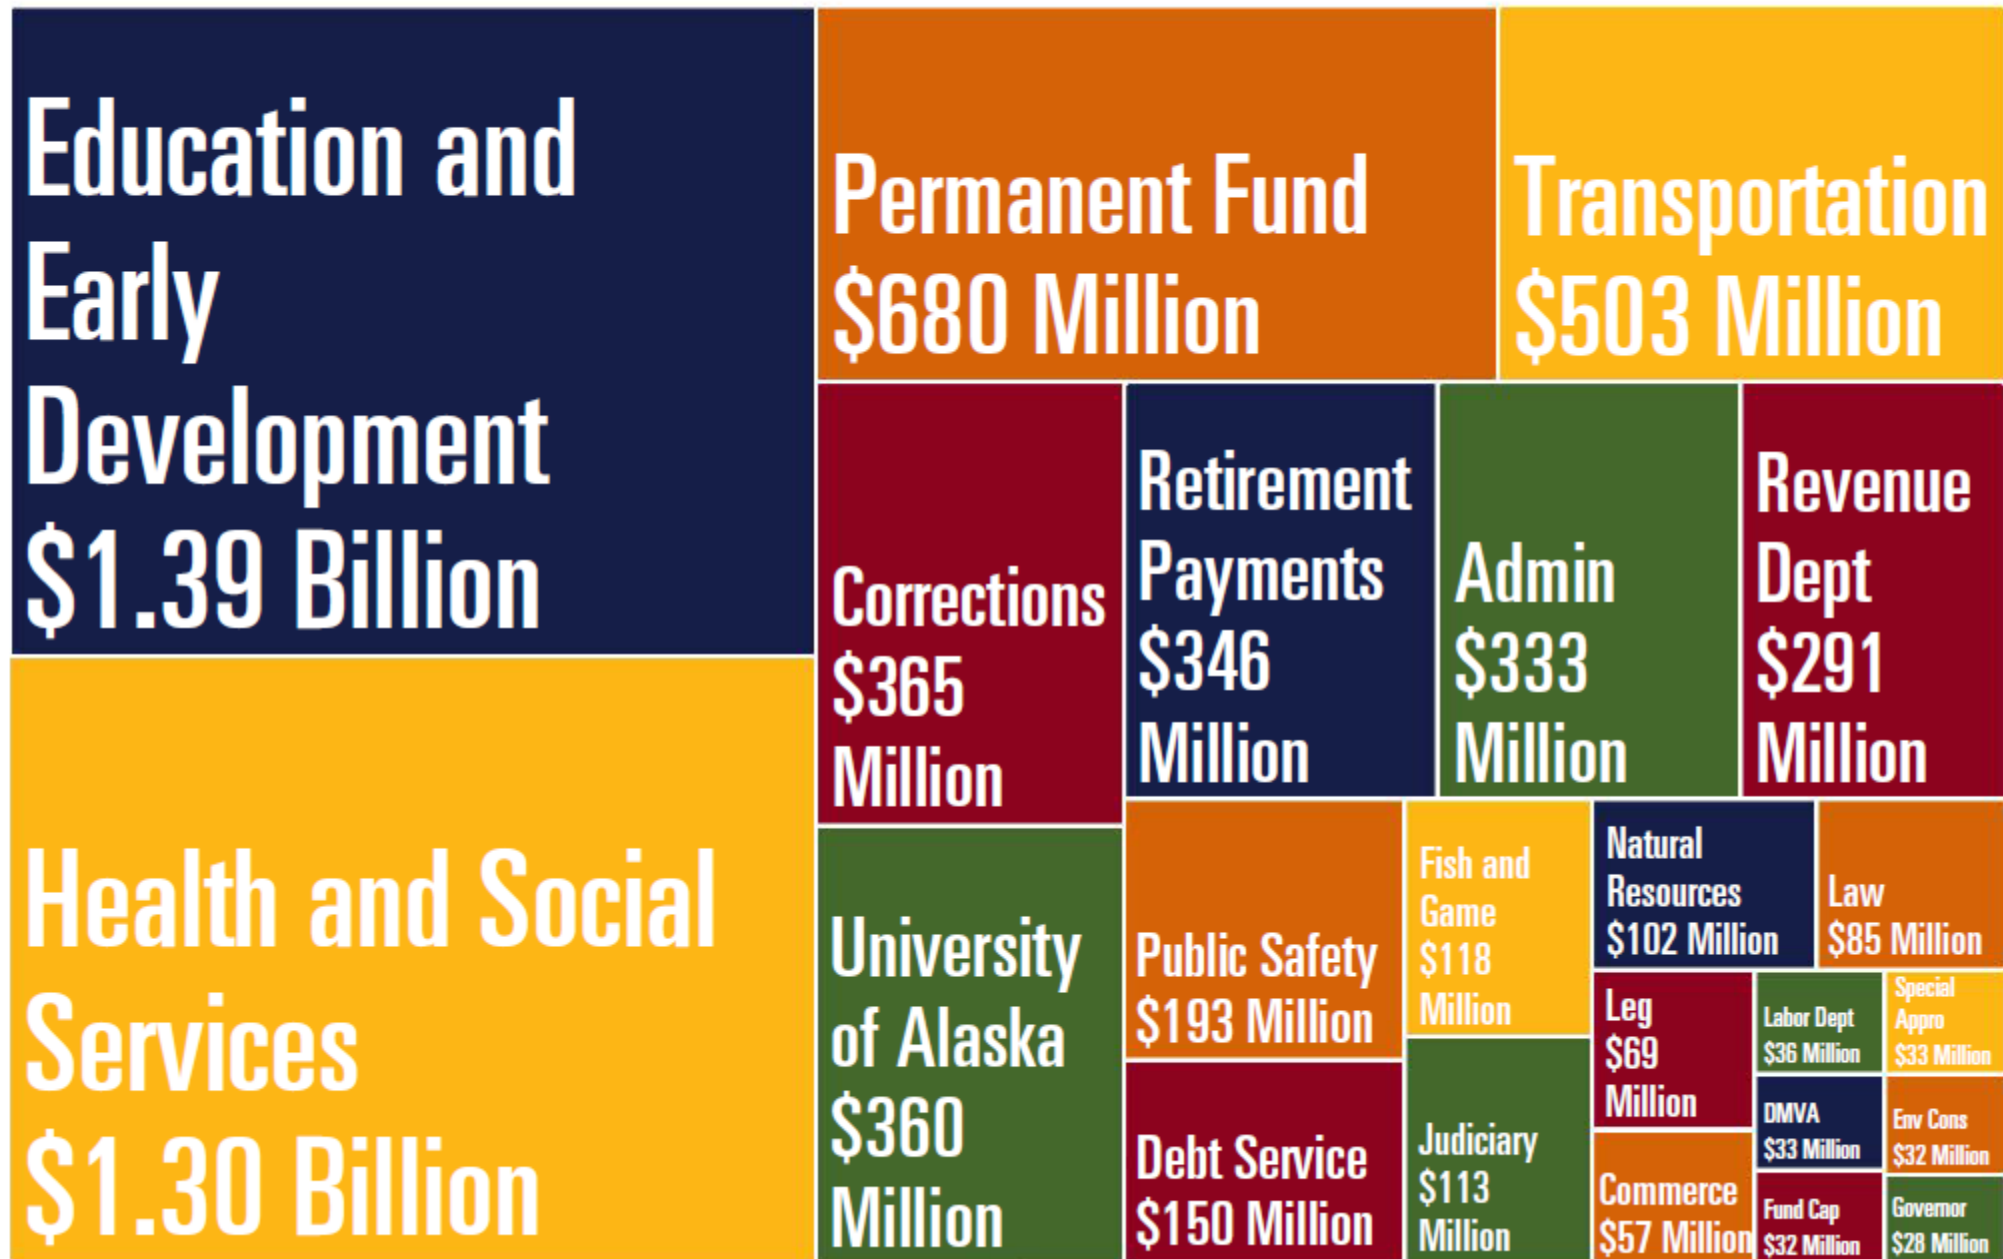 Education and
Early
Development
$1.39 Billion
Permanent Fund
$680 Million
Transportation
$503 Million
Corrections
$365
Million
Retirement
Payments
$346
Million
Admin
$333
Million
Revenue
Dept
$291
Million
Health and Social
Services
$1.30 Billion
University
of Alaska
$360
Million
Public Safety
$193 Million
Fish and
Game
$118
Million
Natural
Resources
$102 Million
Law
$85 Million
Debt Service
$150 Million
Judiciary
$113
Million
Leg
$69
Million
Labor Dept
$36 Million
Special
Appro
$33 Million
DMVA
$33 Million
Env Cons
$32 Million
Commerce
$57 Million
Fund Cap
$32 Million
Governor
$28 Million